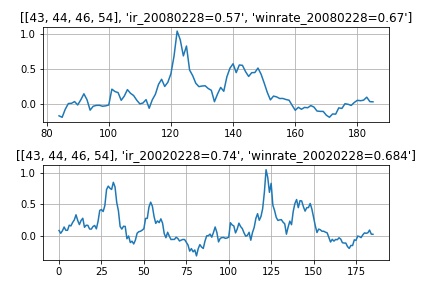 [[43, 44, 46, 54], 'ir_20080228=0.57', 'winrate_20080228=0.67']
1.0
0.5
0.0
80 100 120 140 160 180
[[43, 44, 46, 54], 'ir_20020228=0.74', 'winrate_20020228=0.684']
1.0
0.5
0.0
0 25 50 75 100 125 150 175